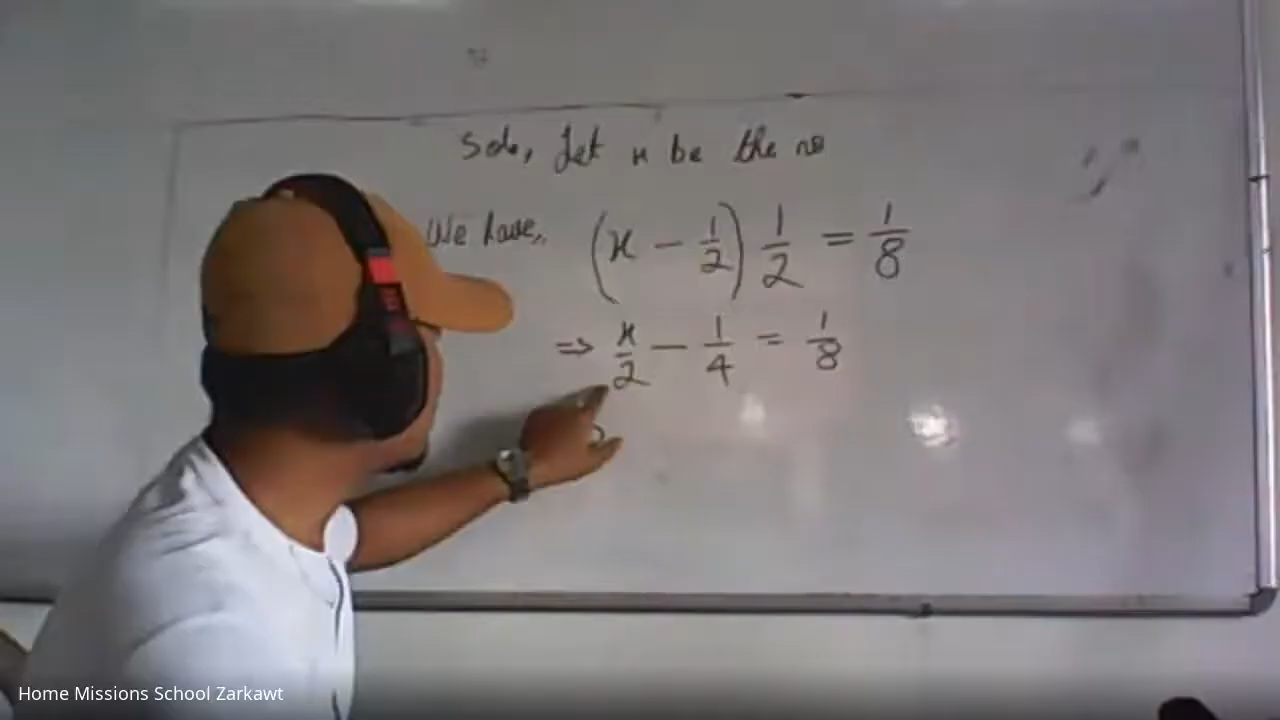 Soln, Let x be the no
We have, (x - 1/2) 1/2 = 1/8
⇒ x/2 - 1/4 = 1/8
Home Missions School Zarkawt